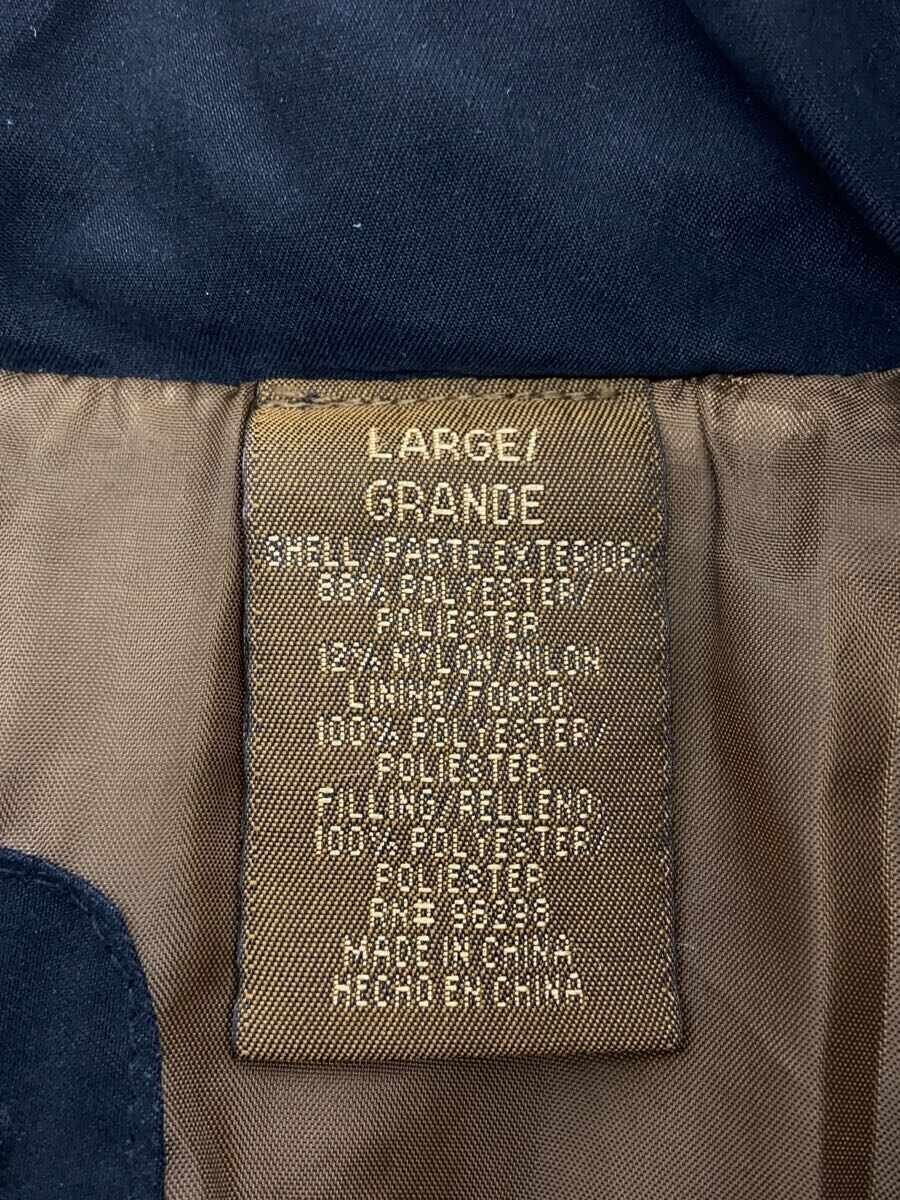 LARGE/
GRANDE
SHELL/PARTE EXTERIOR:
88% POLYESTER/
POLIESTER
12% NYLON/NILON
LINING/FORRO
100% POLYESTER/
POLIESTER
FILLING/RELLENO:
100% POLYESTER/
POLIESTER
RN# 96298
MADE IN CHINA
HECHO EN CHINA